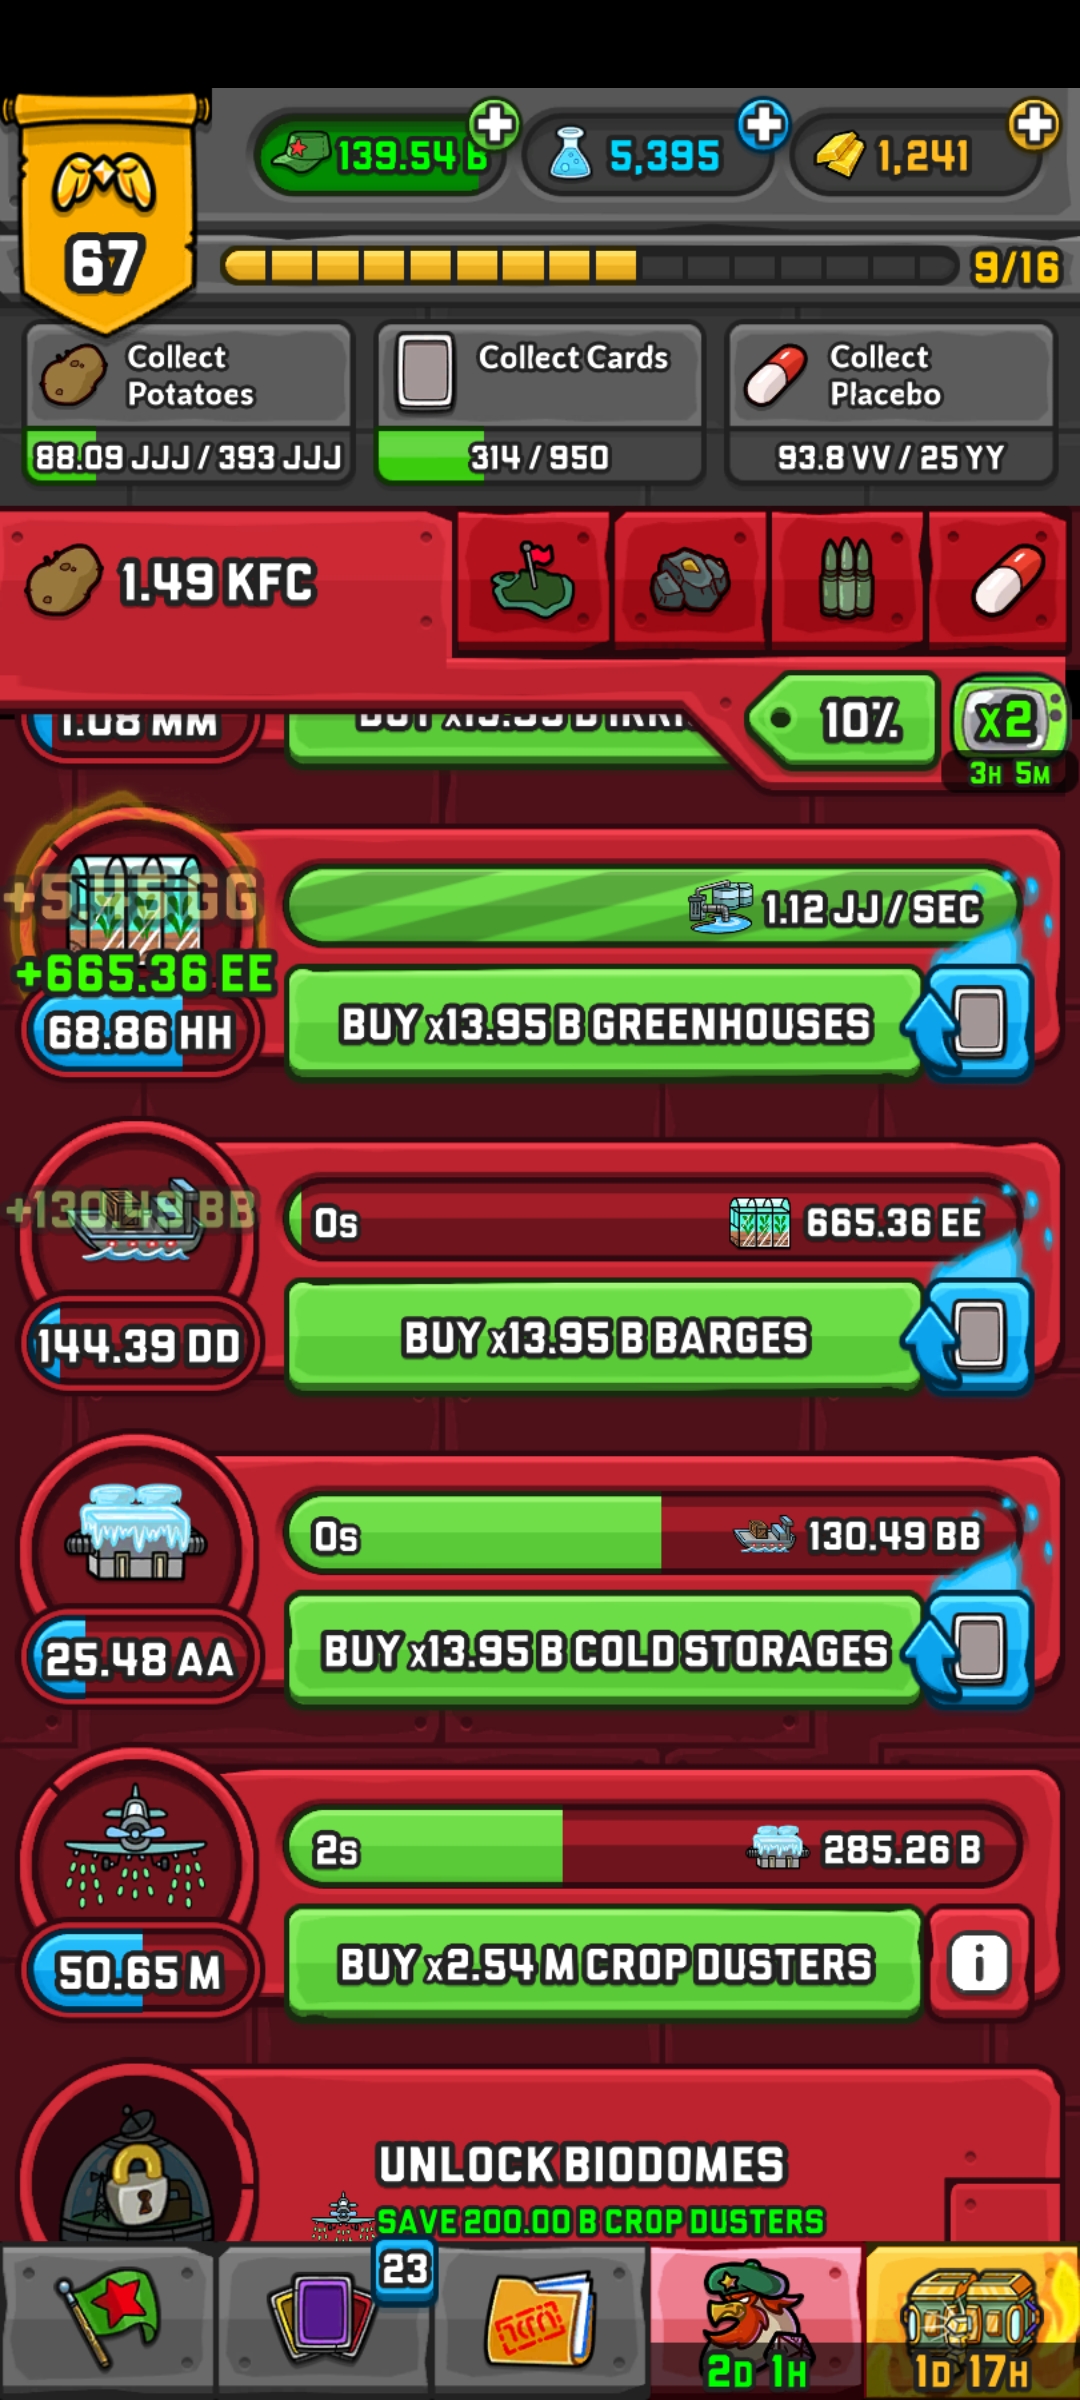 139.54 B
5,395
1,241
67
9/16
Collect
Potatoes
88.09 JJJ / 393 JJJ
Collect Cards
314 / 950
Collect
Placebo
93.8 VV / 25 YY
1.49 KFC
10%
x2
3H 5M
1.08 MM
BUY x13.95 B
+5.45 GG
+665.36 EE
68.86 HH
1.12 JJ / SEC
BUY x13.95 B GREENHOUSES
+130.49 BB
144.39 DD
0s
665.36 EE
BUY x13.95 B BARGES
25.48 AA
0s
130.49 BB
BUY x13.95 B COLD STORAGES
50.65 M
2s
285.26 B
BUY x2.54 M CROP DUSTERS
i
UNLOCK BIODOMES
SAVE 200.00 B CROP DUSTERS
23
2D 1H
1D 17H